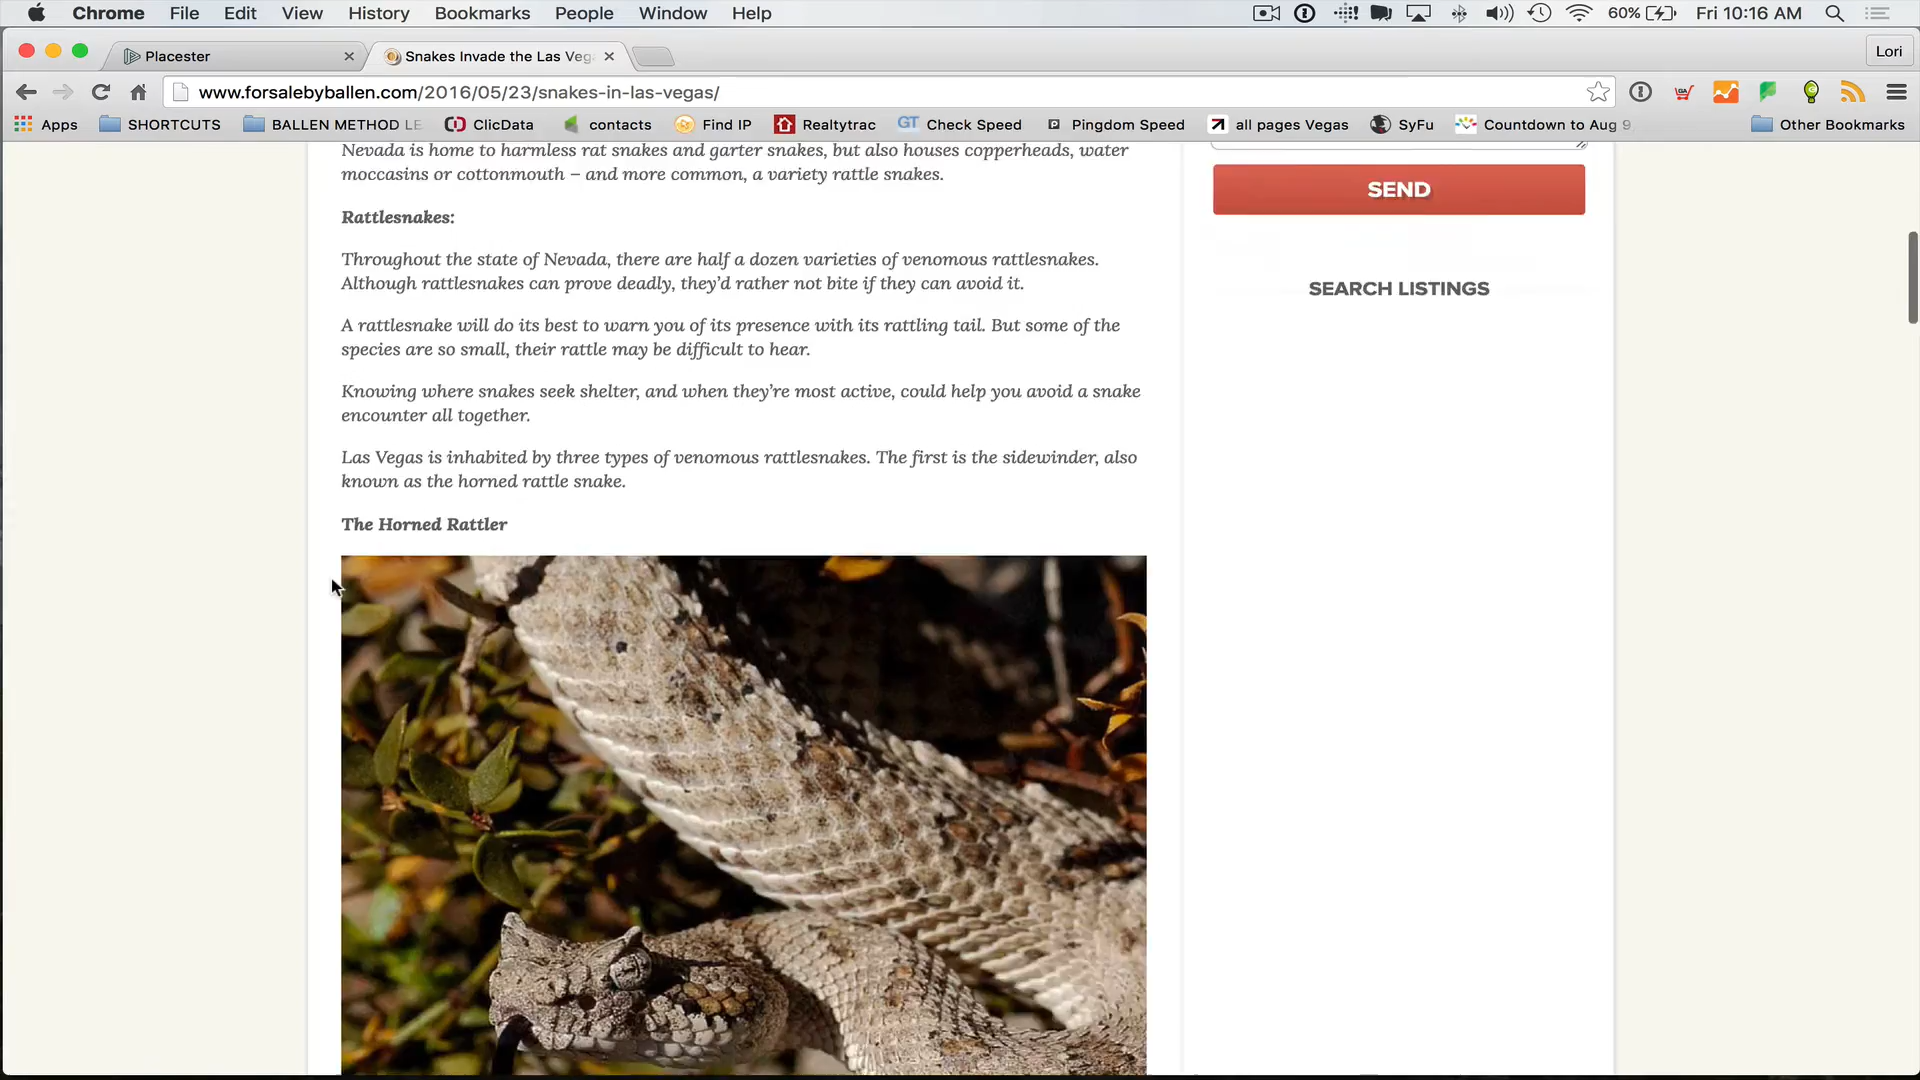 Chrome File Edit View History Bookmarks People Window Help 60% Fri 10:16 AM
Placester
Snakes Invade the Las Veg
Lori
www.forsalebyballen.com/2016/05/23/snakes-in-las-vegas/
Apps SHORTCUTS BALLEN METHOD LE ClicData contacts Find IP Realtytrac GT Check Speed P Pingdom Speed all pages Vegas SyFu Countdown to Aug 9 Other Bookmarks
Nevada is home to harmless rat snakes and garter snakes, but also houses copperheads, water
moccasins or cottonmouth – and more common, a variety rattle snakes.
Rattlesnakes:
Throughout the state of Nevada, there are half a dozen varieties of venomous rattlesnakes.
Although rattlesnakes can prove deadly, they'd rather not bite if they can avoid it.
A rattlesnake will do its best to warn you of its presence with its rattling tail. But some of the
species are so small, their rattle may be difficult to hear.
Knowing where snakes seek shelter, and when they're most active, could help you avoid a snake
encounter all together.
Las Vegas is inhabited by three types of venomous rattlesnakes. The first is the sidewinder, also
known as the horned rattle snake.
The Horned Rattler
SEND
SEARCH LISTINGS